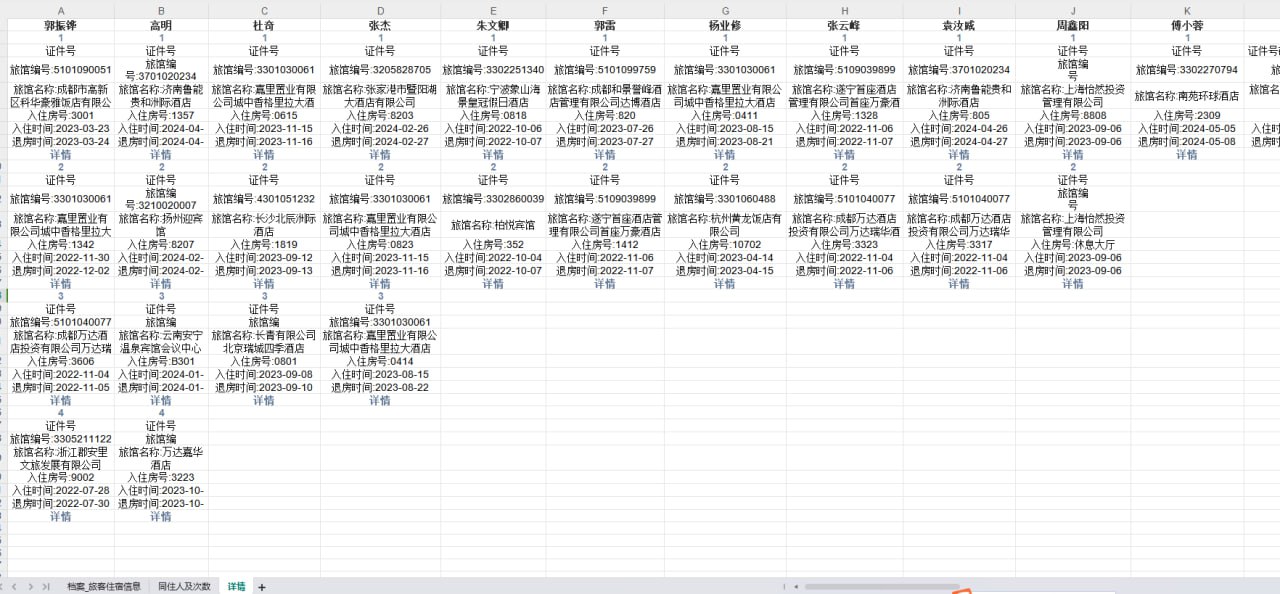 A B C D E F G H I J K
郭振铧 高明 杜奇 张杰 朱文卿 郭雷 杨业修 张云峰 袁汝臧 周鑫阳 傅小蓉
1 1 1 1 1 1 1 1 1 1 1
证件号 证件号 证件号 证件号 证件号 证件号 证件号 证件号 证件号 证件号 证件号 证件号
旅馆编号:5101090051 旅馆编号:3701020234 旅馆编号:3301030061 旅馆编号:3205828705 旅馆编号:3302251340 旅馆编号:5101099759 旅馆编号:3301030061 旅馆编号:5109039899 旅馆编号:3701020234 旅馆编号: 旅馆编号:3302270794
旅馆名称:成都市高新区科华豪雅饭店有限公 旅馆名称:济南鲁能贵和洲际酒店 旅馆名称:嘉里置业有限公司城中香格里拉大酒 旅馆名称:张家港市暨阳湖大酒店有限公司 旅馆名称:宁波象山海景皇冠假日酒店 旅馆名称:成都和景誉峰酒店管理有限公司达博酒店 旅馆名称:嘉里置业有限公司城中香格里拉大酒 旅馆名称:遂宁首座酒店管理有限公司首座万豪酒 旅馆名称:济南鲁能贵和洲际酒店 旅馆名称:上海怡然投资管理有限公司 旅馆名称:南苑环球酒店 旅馆名称
入住房号:3001 入住房号:1357 入住房号:0615 入住房号:8203 入住房号:0818 入住房号:820 入住房号:0411 入住房号:1328 入住房号:805 入住房号:8808 入住房号:2309
入住时间:2023-03-23 入住时间:2024-04- 入住时间:2023-11-15 入住时间:2024-02-26 入住时间:2022-10-06 入住时间:2023-07-26 入住时间:2023-08-15 入住时间:2022-11-06 入住时间:2024-04-26 入住时间:2023-09-06 入住时间:2024-05-05 入住时
退房时间:2023-03-24 退房时间:2024-04- 退房时间:2023-11-16 退房时间:2024-02-27 退房时间:2022-10-07 退房时间:2023-07-27 退房时间:2023-08-21 退房时间:2022-11-07 退房时间:2024-04-27 退房时间:2023-09-06 退房时间:2024-05-08 退房时
详情 详情 详情 详情 详情 详情 详情 详情 详情 详情 详情
2 2 2 2 2 2 2 2 2 2
证件号 证件号 证件号 证件号 证件号 证件号 证件号 证件号 证件号 证件号
旅馆编号:3301030061 旅馆编号:3210020007 旅馆编号:4301051232 旅馆编号:3301030061 旅馆编号:3302860039 旅馆编号:5109039899 旅馆编号:3301060488 旅馆编号:5101040077 旅馆编号:5101040077 旅馆编号:
旅馆名称:嘉里置业有限公司城中香格里拉大 旅馆名称:扬州迎宾馆 旅馆名称:长沙北辰洲际酒店 旅馆名称:嘉里置业有限公司城中香格里拉大酒店 旅馆名称:柏悦宾馆 旅馆名称:遂宁首座酒店管理有限公司首座万豪酒店 旅馆名称:杭州黄龙饭店有限公司 旅馆名称:成都万达酒店投资有限公司万达瑞华酒 旅馆名称:成都万达酒店投资有限公司万达瑞华 旅馆名称:上海怡然投资管理有限公司
入住房号:1342 入住房号:8207 入住房号:1819 入住房号:0823 入住房号:352 入住房号:1412 入住房号:10702 入住房号:3323 入住房号:3317 入住房号:休息大厅
入住时间:2022-11-30 入住时间:2024-02- 入住时间:2023-09-12 入住时间:2023-11-15 入住时间:2022-10-04 入住时间:2022-11-06 入住时间:2023-04-14 入住时间:2022-11-04 入住时间:2022-11-04 入住时间:2023-09-06
退房时间:2022-12-02 退房时间:2024-02- 退房时间:2023-09-13 退房时间:2023-11-16 退房时间:2022-10-07 退房时间:2022-11-07 退房时间:2023-04-15 退房时间:2022-11-06 退房时间:2022-11-06 退房时间:2023-09-06
详情 详情 详情 详情 详情 详情 详情 详情 详情 详情
3 3 3 3
证件号 证件号 证件号 证件号
旅馆编号:5101040077 旅馆编 旅馆编 旅馆编号:3301030061
旅馆名称:成都万达酒店投资有限公司万达瑞 旅馆名称:云南安宁温泉宾馆会议中心 旅馆名称:长青有限公司北京瑞城四季酒店 旅馆名称:嘉里置业有限公司城中香格里拉大酒店
入住房号:3606 入住房号:B301 入住房号:0801 入住房号:0414
入住时间:2022-11-04 入住时间:2024-01- 入住时间:2023-09-08 入住时间:2023-08-15
退房时间:2022-11-05 退房时间:2024-01- 退房时间:2023-09-10 退房时间:2023-08-22
详情 详情 详情 详情
4 4
证件号 证件号
旅馆编号:3305211122 旅馆编
旅馆名称:浙江郡安里文旅发展有限公司 旅馆名称:万达嘉华酒店
入住房号:9002 入住房号:3223
入住时间:2022-07-28 入住时间:2023-10-
退房时间:2022-07-30 退房时间:2023-10-
详情 详情
档案_旅客住宿信息 同住人及次数 详情 +